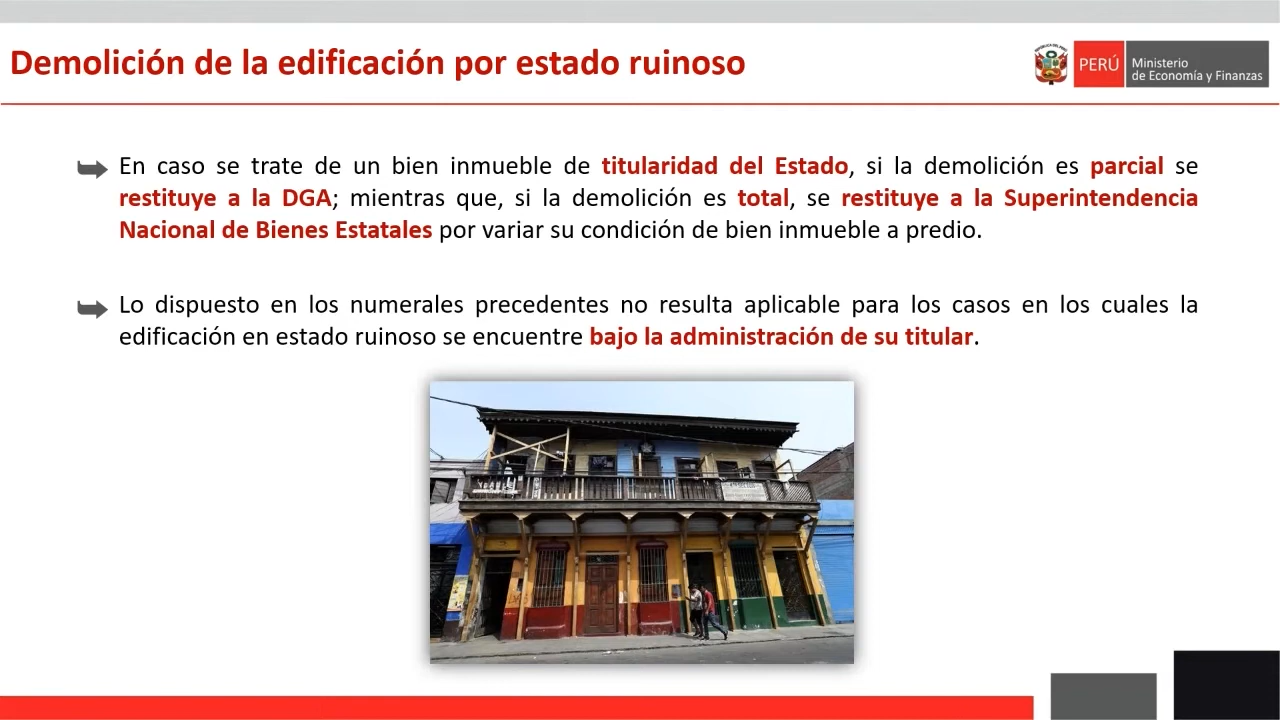 Demolición de la edificación por estado ruinoso
PERÚ
Ministerio
de Economía y Finanzas
En caso se trate de un bien inmueble de titularidad del Estado, si la demolición es parcial se
restituye a la DGA; mientras que, si la demolición es total, se restituye a la Superintendencia
Nacional de Bienes Estatales por variar su condición de bien inmueble a predio.
Lo dispuesto en los numerales precedentes no resulta aplicable para los casos en los cuales la
edificación en estado ruinoso se encuentre bajo la administración de su titular.